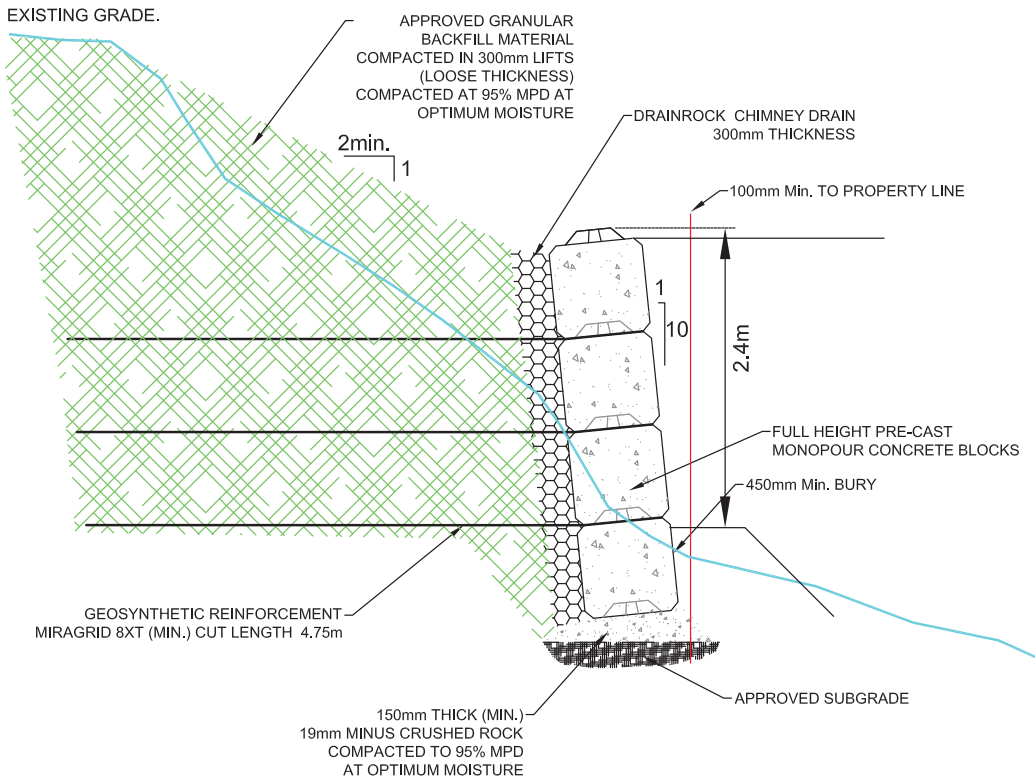 EXISTING GRADE.
APPROVED GRANULAR
BACKFILL MATERIAL
COMPACTED IN 300mm LIFTS
(LOOSE THICKNESS)
COMPACTED AT 95% MPD AT
OPTIMUM MOISTURE
DRAINROCK CHIMNEY DRAIN
300mm THICKNESS
2min.
1
100mm Min. TO PROPERTY LINE
1
10
2.4m
FULL HEIGHT PRE-CAST
MONOPOUR CONCRETE BLOCKS
450mm Min. BURY
GEOSYNTHETIC REINFORCEMENT
MIRAGRID 8XT (MIN.) CUT LENGTH 4.75m
APPROVED SUBGRADE
150mm THICK (MIN.)
19mm MINUS CRUSHED ROCK
COMPACTED TO 95% MPD
AT OPTIMUM MOISTURE